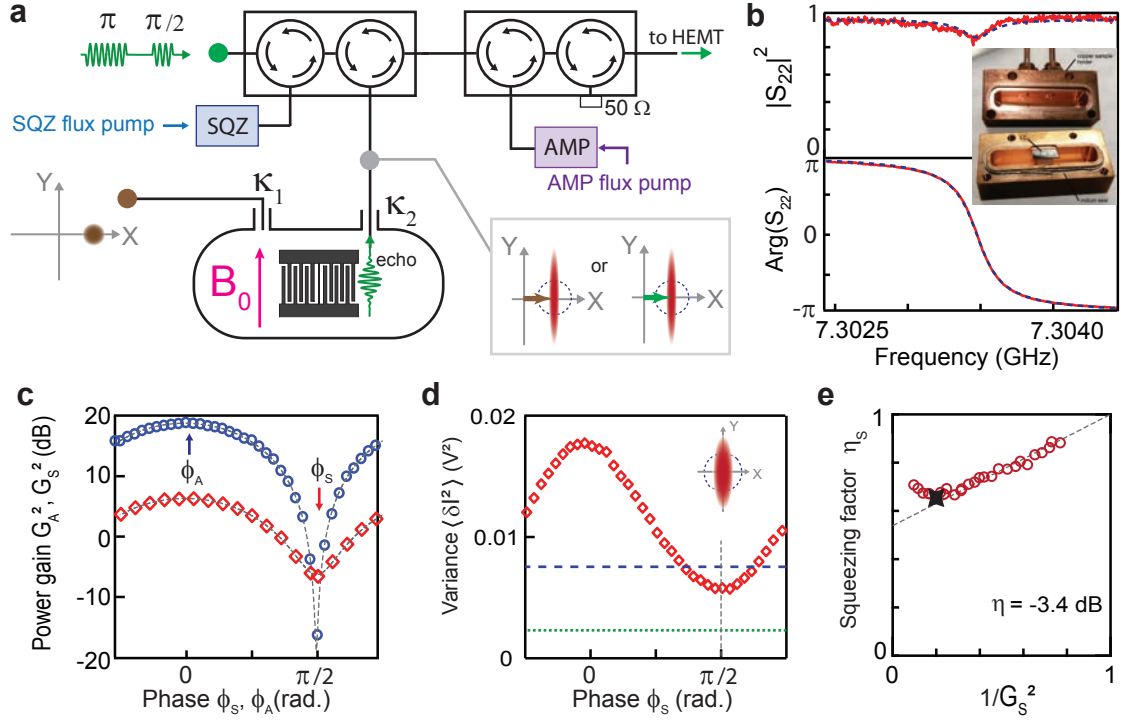 a
π π/2
to HEMT
50 Ω
SQZ flux pump
SQZ
AMP
AMP flux pump
Y
X
κ1
κ2
B0
echo
Y
X
or
Y
X
b
|S22|²
1
0
copper sample holder
indium seal
Arg(S22)
π
0
-π
7.3025 7.3040
Frequency (GHz)
c
Power gain GA², GS² (dB)
20
10
0
-10
-20
ϕA
ϕS
0 π/2
Phase ϕS, ϕA(rad.)
d
Variance ⟨δI²⟩ (V²)
0.02
0.01
0
Y
X
0 π/2
Phase ϕS (rad.)
e
Squeezing factor ηS
1
0
η = -3.4 dB
0 1
1/GS²